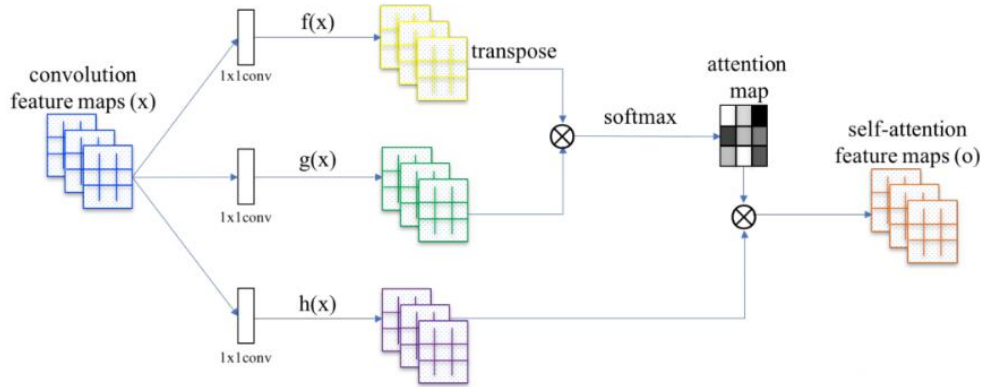 convolution
feature maps (x)
1x1conv
f(x)
transpose
1x1conv
g(x)
1x1conv
h(x)
softmax
attention
map
self-attention
feature maps (o)